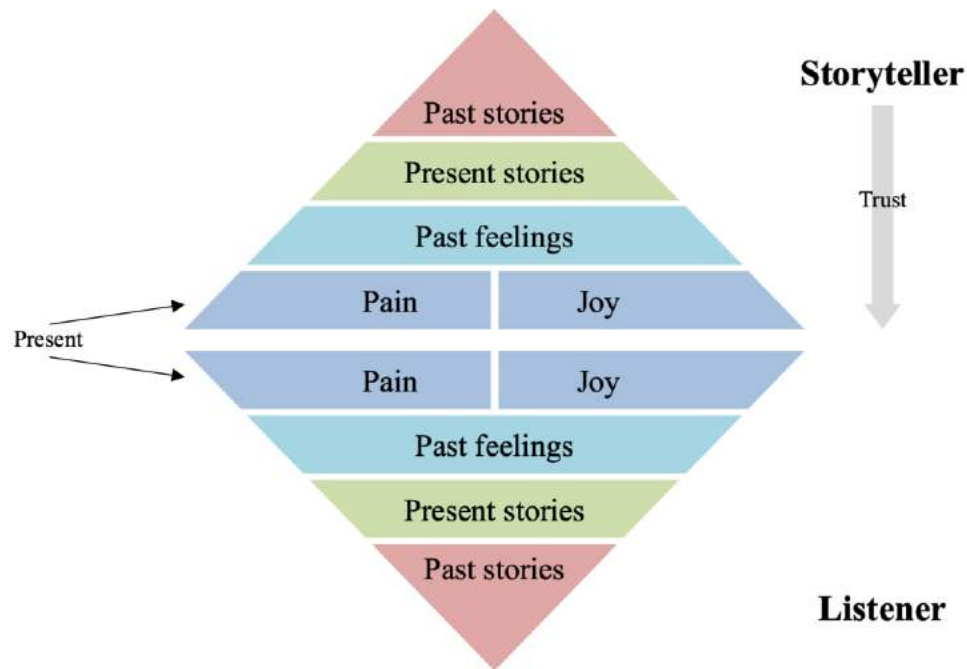 Storyteller
Past stories
Present stories
Trust
Past feelings
Pain Joy
Present
Pain Joy
Past feelings
Present stories
Past stories
Listener